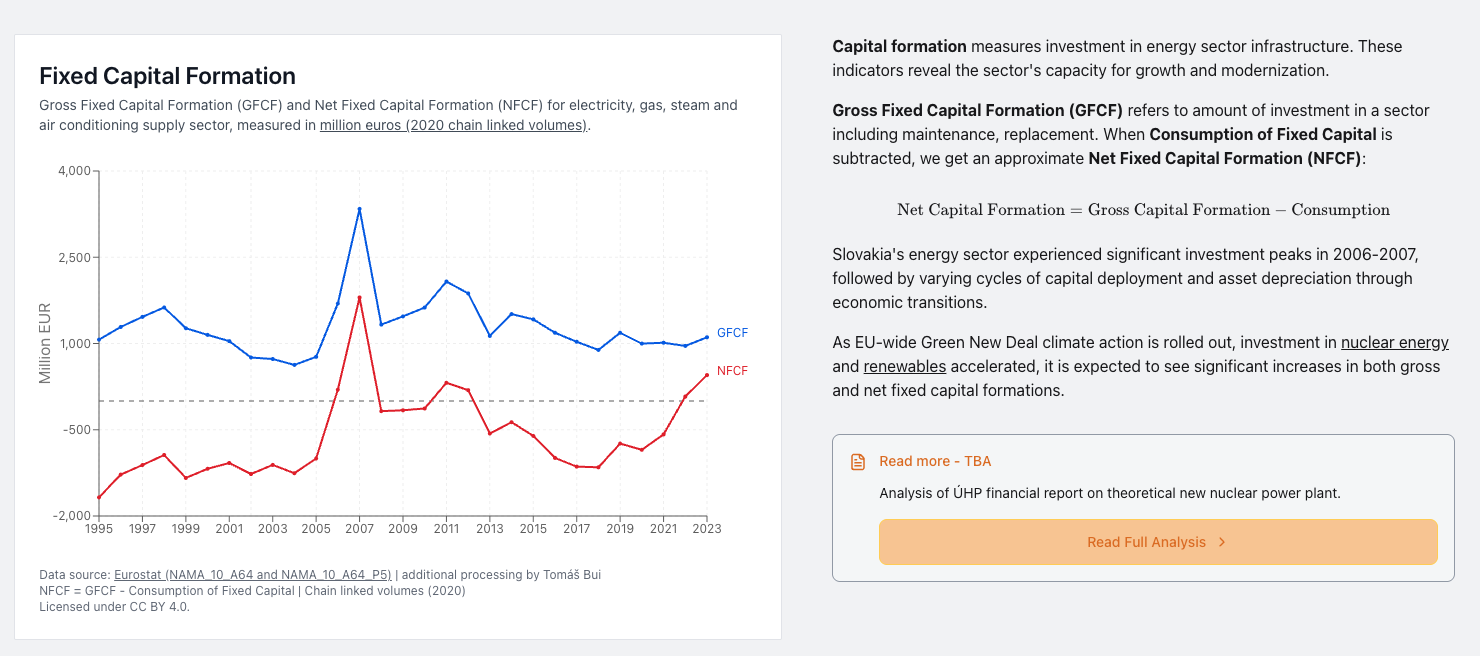 Fixed Capital Formation
Gross Fixed Capital Formation (GFCF) and Net Fixed Capital Formation (NFCF) for electricity, gas, steam and
air conditioning supply sector, measured in million euros (2020 chain linked volumes).
Million EUR
4,000
2,500
1,000
-500
-2,000
GFCF
NFCF
1995 1997 1999 2001 2003 2005 2007 2009 2011 2013 2015 2017 2019 2021 2023
Data source: Eurostat (NAMA_10_A64 and NAMA_10_A64_P5) | additional processing by Tomáš Bui
NFCF = GFCF - Consumption of Fixed Capital | Chain linked volumes (2020)
Licensed under CC BY 4.0.
Capital formation measures investment in energy sector infrastructure. These
indicators reveal the sector's capacity for growth and modernization.
Gross Fixed Capital Formation (GFCF) refers to amount of investment in a sector
including maintenance, replacement. When Consumption of Fixed Capital is
subtracted, we get an approximate Net Fixed Capital Formation (NFCF):
Net Capital Formation = Gross Capital Formation − Consumption
Slovakia's energy sector experienced significant investment peaks in 2006-2007,
followed by varying cycles of capital deployment and asset depreciation through
economic transitions.
As EU-wide Green New Deal climate action is rolled out, investment in nuclear energy
and renewables accelerated, it is expected to see significant increases in both gross
and net fixed capital formations.
Read more - TBA
Analysis of ÚHP financial report on theoretical new nuclear power plant.
Read Full Analysis